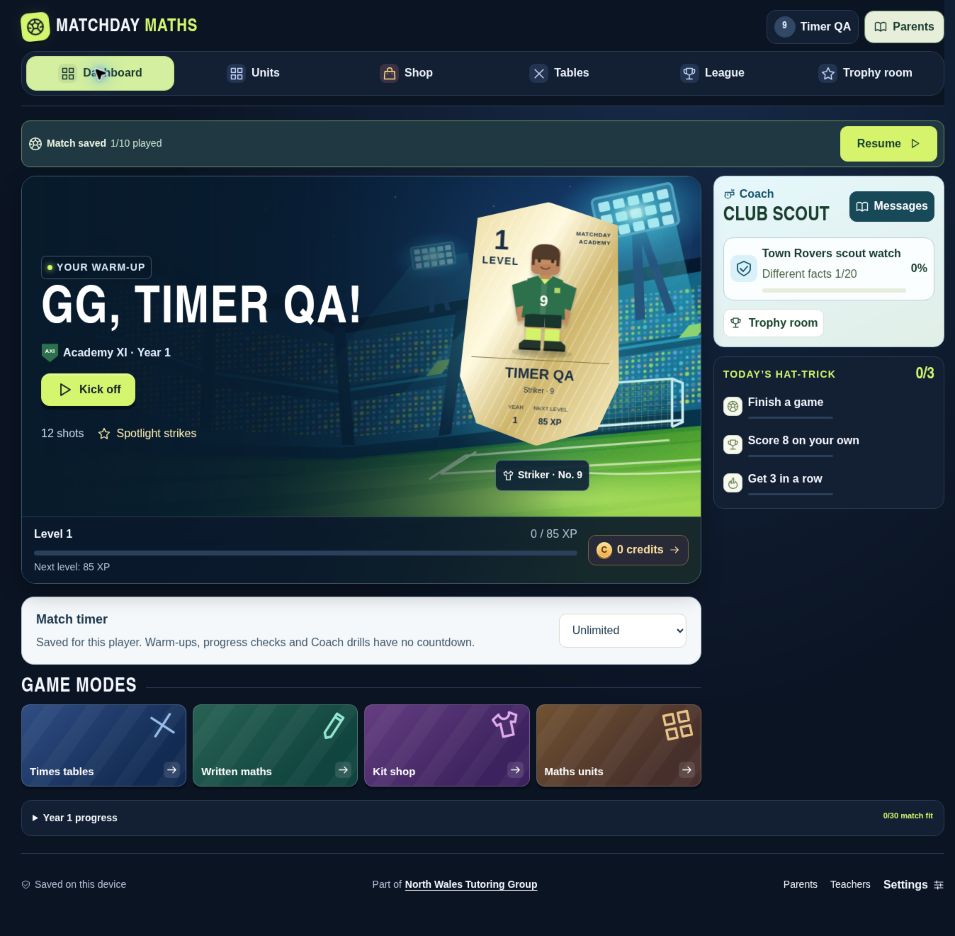 MATCHDAY MATHS
9 Timer QA
Parents
Dashboard
Units
Shop
Tables
League
Trophy room
Match saved 1/10 played
Resume
YOUR WARM-UP
GG, TIMER QA!
AXI Academy XI · Year 1
Kick off
12 shots Spotlight strikes
1
LEVEL
MATCHDAY
ACADEMY
9
TIMER QA
Striker · 9
YEAR NEXT LEVEL
1 85 XP
Striker · No. 9
Level 1 0 / 85 XP
Next level: 85 XP
C 0 credits
Coach
CLUB SCOUT
Messages
Town Rovers scout watch
Different facts 1/20
0%
Trophy room
TODAY'S HAT-TRICK 0/3
Finish a game
Score 8 on your own
Get 3 in a row
Match timer
Saved for this player. Warm-ups, progress checks and Coach drills have no countdown.
Unlimited
GAME MODES
Times tables
Written maths
Kit shop
Maths units
Year 1 progress 0/30 match fit
Saved on this device
Part of North Wales Tutoring Group
Parents Teachers Settings